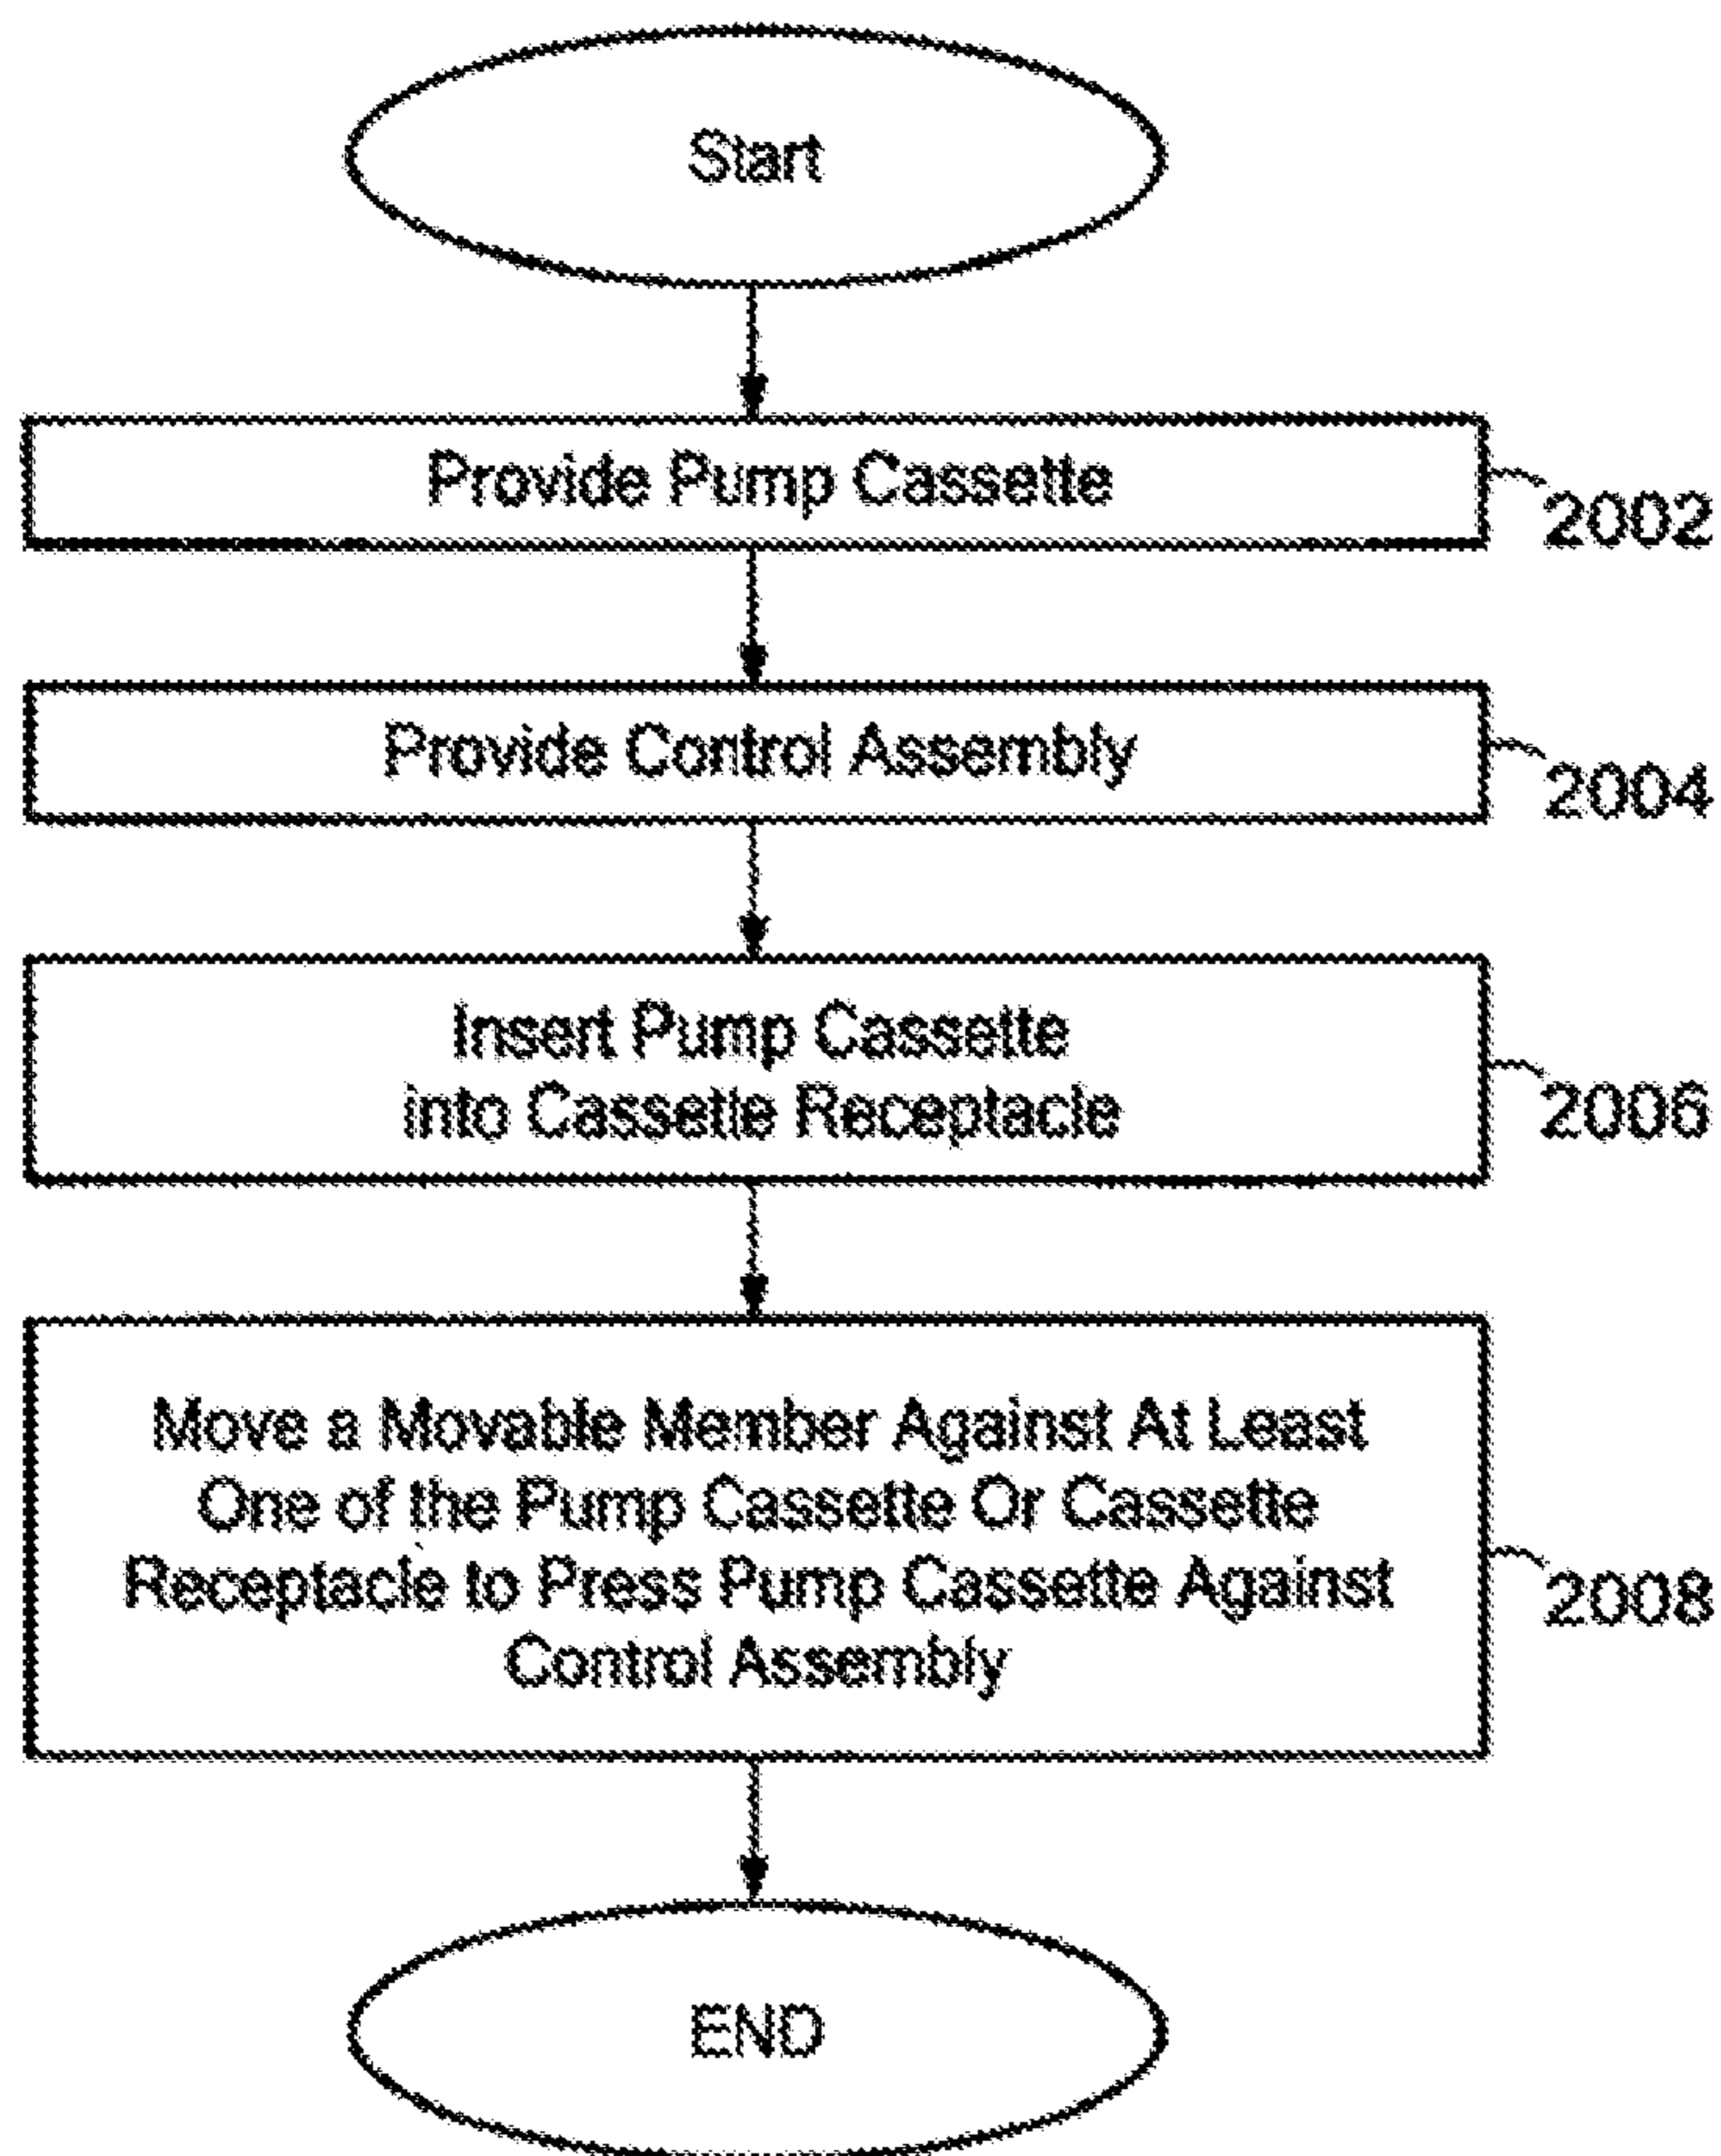 Start
Provide Pump Cassette
2002
Provide Control Assembly
2004
Insert Pump Cassette
into Cassette Receptacle
2006
Move a Movable Member Against At Least
One of the Pump Cassette Or Cassette
Receptacle to Press Pump Cassette Against
Control Assembly
2008
END